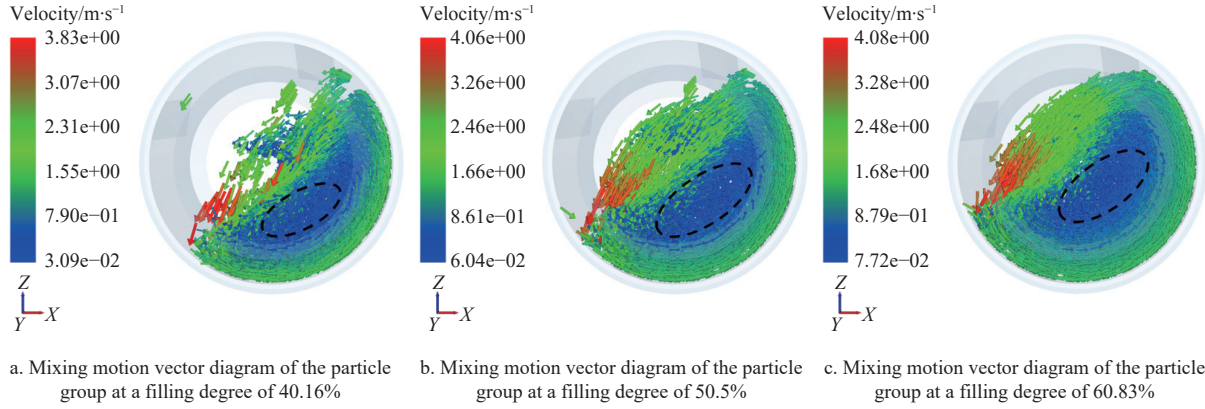 Velocity/m·s⁻¹
3.83e+00
3.07e+00
2.31e+00
1.55e+00
7.90e−01
3.09e−02
Z
Y
X
a. Mixing motion vector diagram of the particle
group at a filling degree of 40.16%
Velocity/m·s⁻¹
4.06e+00
3.26e+00
2.46e+00
1.66e+00
8.61e−01
6.04e−02
Z
Y
X
b. Mixing motion vector diagram of the particle
group at a filling degree of 50.5%
Velocity/m·s⁻¹
4.08e+00
3.28e+00
2.48e+00
1.68e+00
8.79e−01
7.72e−02
Z
Y
X
c. Mixing motion vector diagram of the particle
group at a filling degree of 60.83%